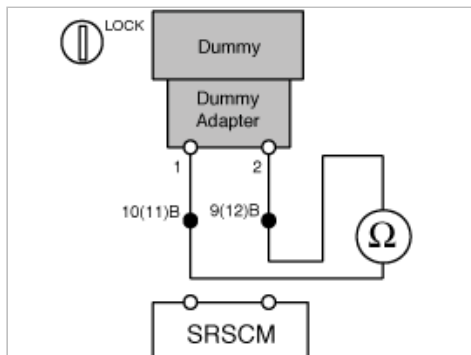 LOCK
Dummy
Dummy
Adapter
1 2
10(11)B 9(12)B
Ω
SRSCM